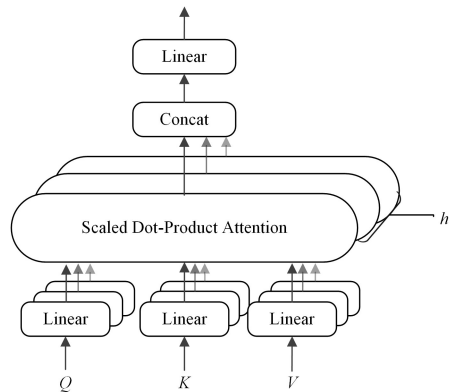 Linear
Concat
Scaled Dot-Product Attention
h
Linear Linear Linear
Q K V